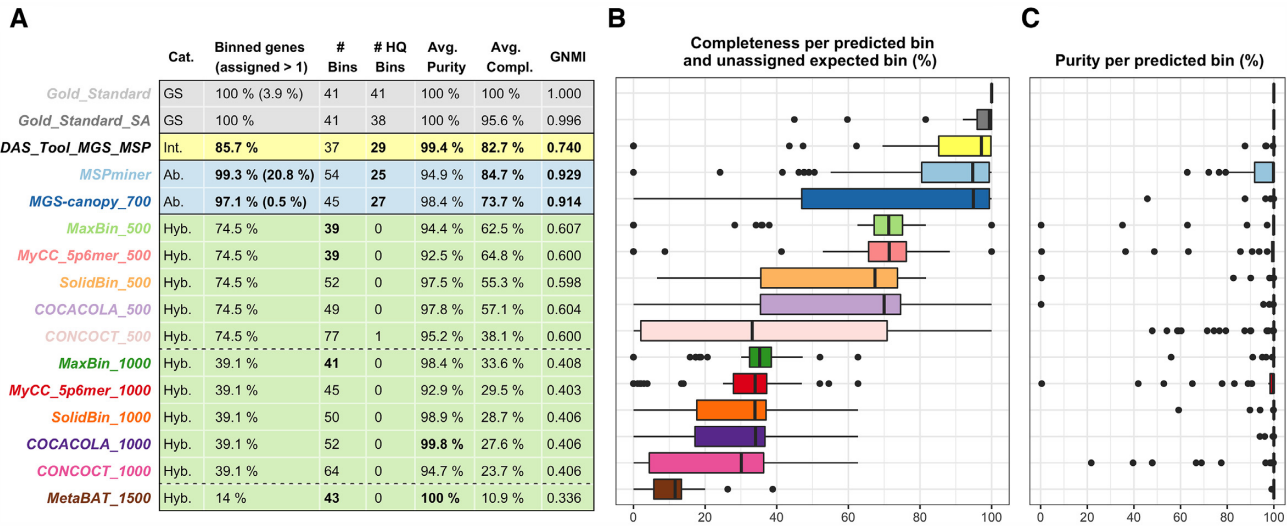 A
B
C
Cat. Binned genes (assigned > 1) # Bins # HQ Bins Avg. Purity Avg. Compl. GNMI
Completeness per predicted bin
and unassigned expected bin (%)
Purity per predicted bin (%)
Gold_Standard GS 100 % (3.9 %) 41 41 100 % 100 % 1.000
Gold_Standard_SA GS 100 % 41 38 100 % 95.6 % 0.996
DAS_Tool_MGS_MSP Int. 85.7 % 37 29 99.4 % 82.7 % 0.740
MSPminer Ab. 99.3 % (20.8 %) 54 25 94.9 % 84.7 % 0.929
MGS-canopy_700 Ab. 97.1 % (0.5 %) 45 27 98.4 % 73.7 % 0.914
MaxBin_500 Hyb. 74.5 % 39 0 94.4 % 62.5 % 0.607
MyCC_5p6mer_500 Hyb. 74.5 % 39 0 92.5 % 64.8 % 0.600
SolidBin_500 Hyb. 74.5 % 52 0 97.5 % 55.3 % 0.598
COCACOLA_500 Hyb. 74.5 % 49 0 97.8 % 57.1 % 0.604
CONCOCT_500 Hyb. 74.5 % 77 1 95.2 % 38.1 % 0.600
MaxBin_1000 Hyb. 39.1 % 41 0 98.4 % 33.6 % 0.408
MyCC_5p6mer_1000 Hyb. 39.1 % 45 0 92.9 % 29.5 % 0.403
SolidBin_1000 Hyb. 39.1 % 50 0 98.9 % 28.7 % 0.406
COCACOLA_1000 Hyb. 39.1 % 52 0 99.8 % 27.6 % 0.406
CONCOCT_1000 Hyb. 39.1 % 64 0 94.7 % 23.7 % 0.406
MetaBAT_1500 Hyb. 14 % 43 0 100 % 10.9 % 0.336
0 20 40 60 80 100
0 20 40 60 80 100